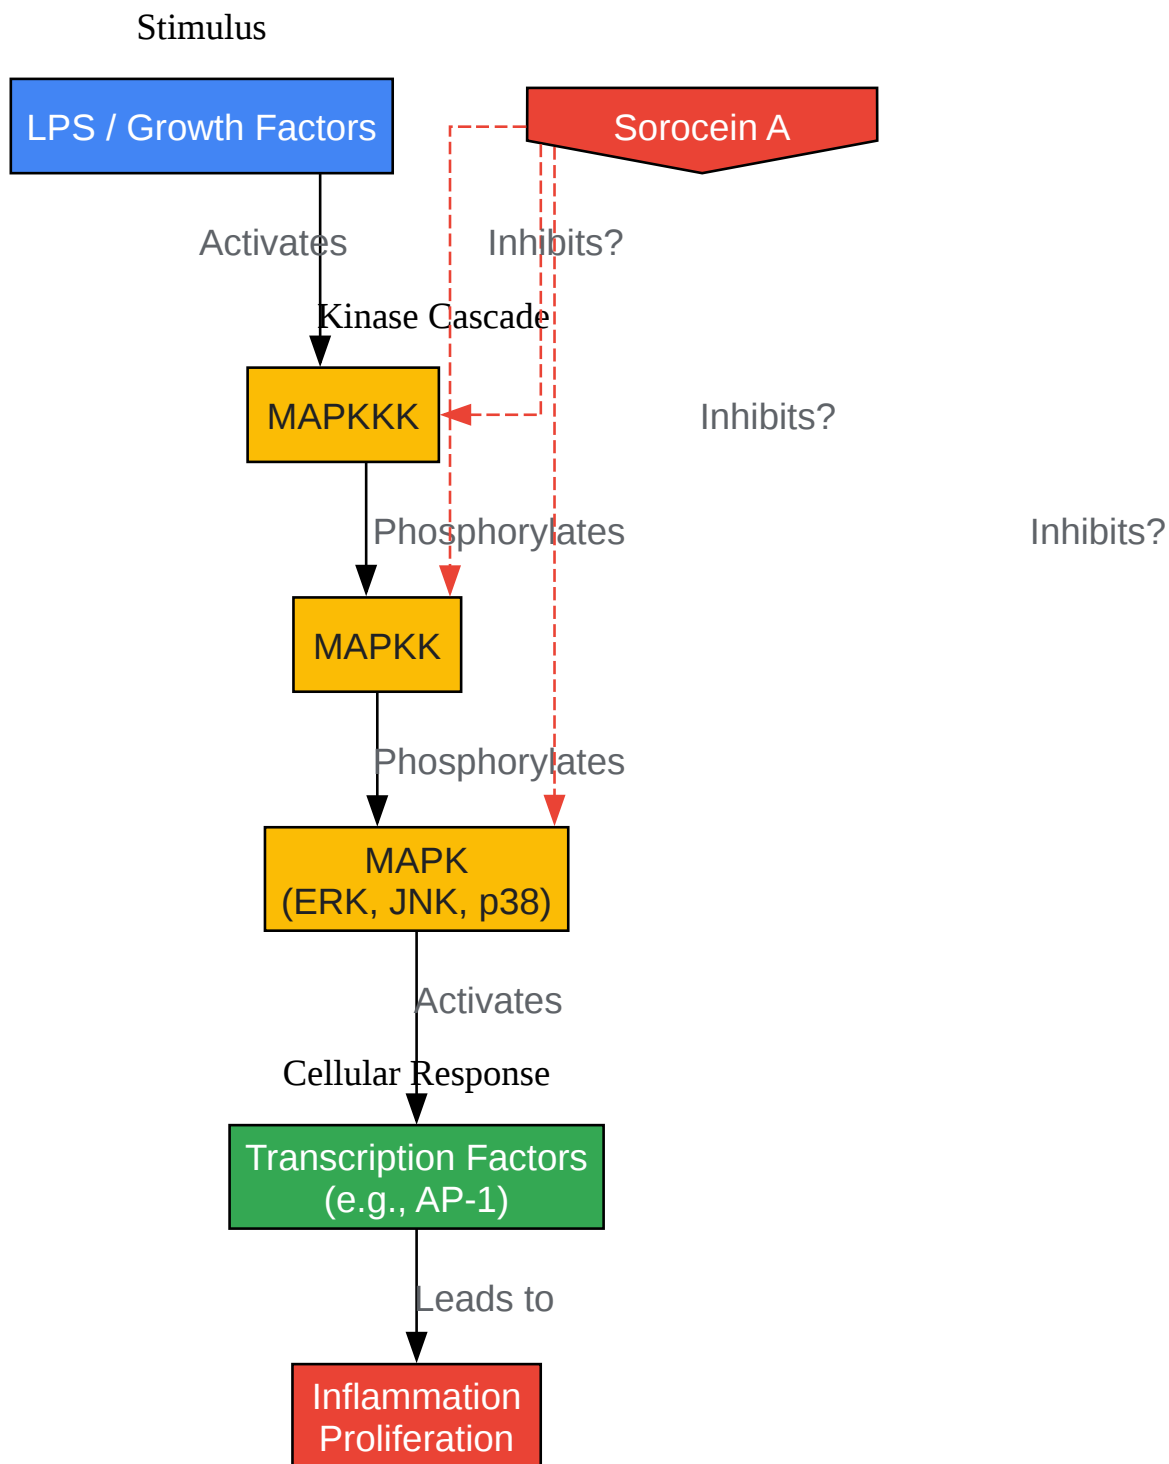 Stimulus
LPS / Growth Factors
Sorocein A
Activates
Inhibits?
Kinase Cascade
MAPKKK
Inhibits?
Phosphorylates
Inhibits?
MAPKK
Phosphorylates
MAPK
(ERK, JNK, p38)
Activates
Cellular Response
Transcription Factors
(e.g., AP-1)
Leads to
Inflammation
Proliferation